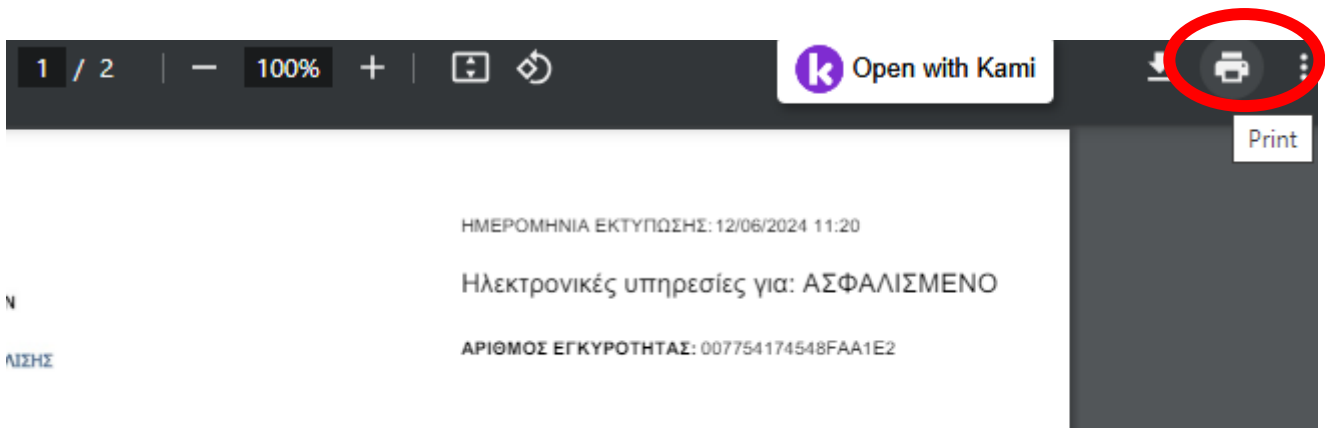 1 / 2 100% Open with Kami
Print
ΗΜΕΡΟΜΗΝΙΑ ΕΚΤΥΠΩΣΗΣ: 12/06/2024 11:20
Ηλεκτρονικές υπηρεσίες για: ΑΣΦΑΛΙΣΜΕΝΟ
Ν
ΑΡΙΘΜΟΣ ΕΓΚΥΡΟΤΗΤΑΣ: 007754174548FAA1E2
ΛΙΣΗΣ